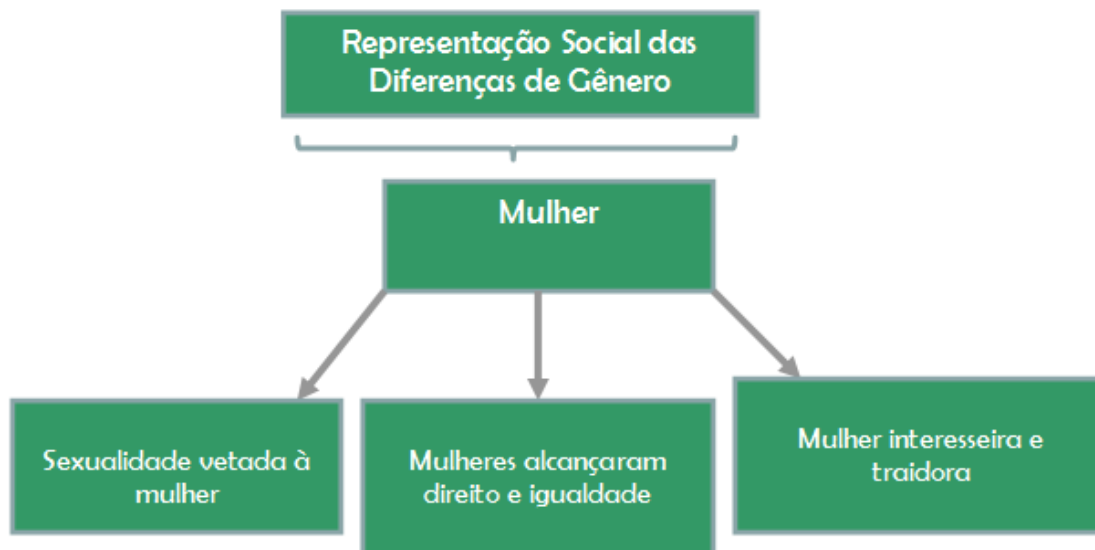 Representação Social das
Diferenças de Gênero
Mulher
Sexualidade vetada à
mulher
Mulheres alcançaram
direito e igualdade
Mulher interesseira e
traidora